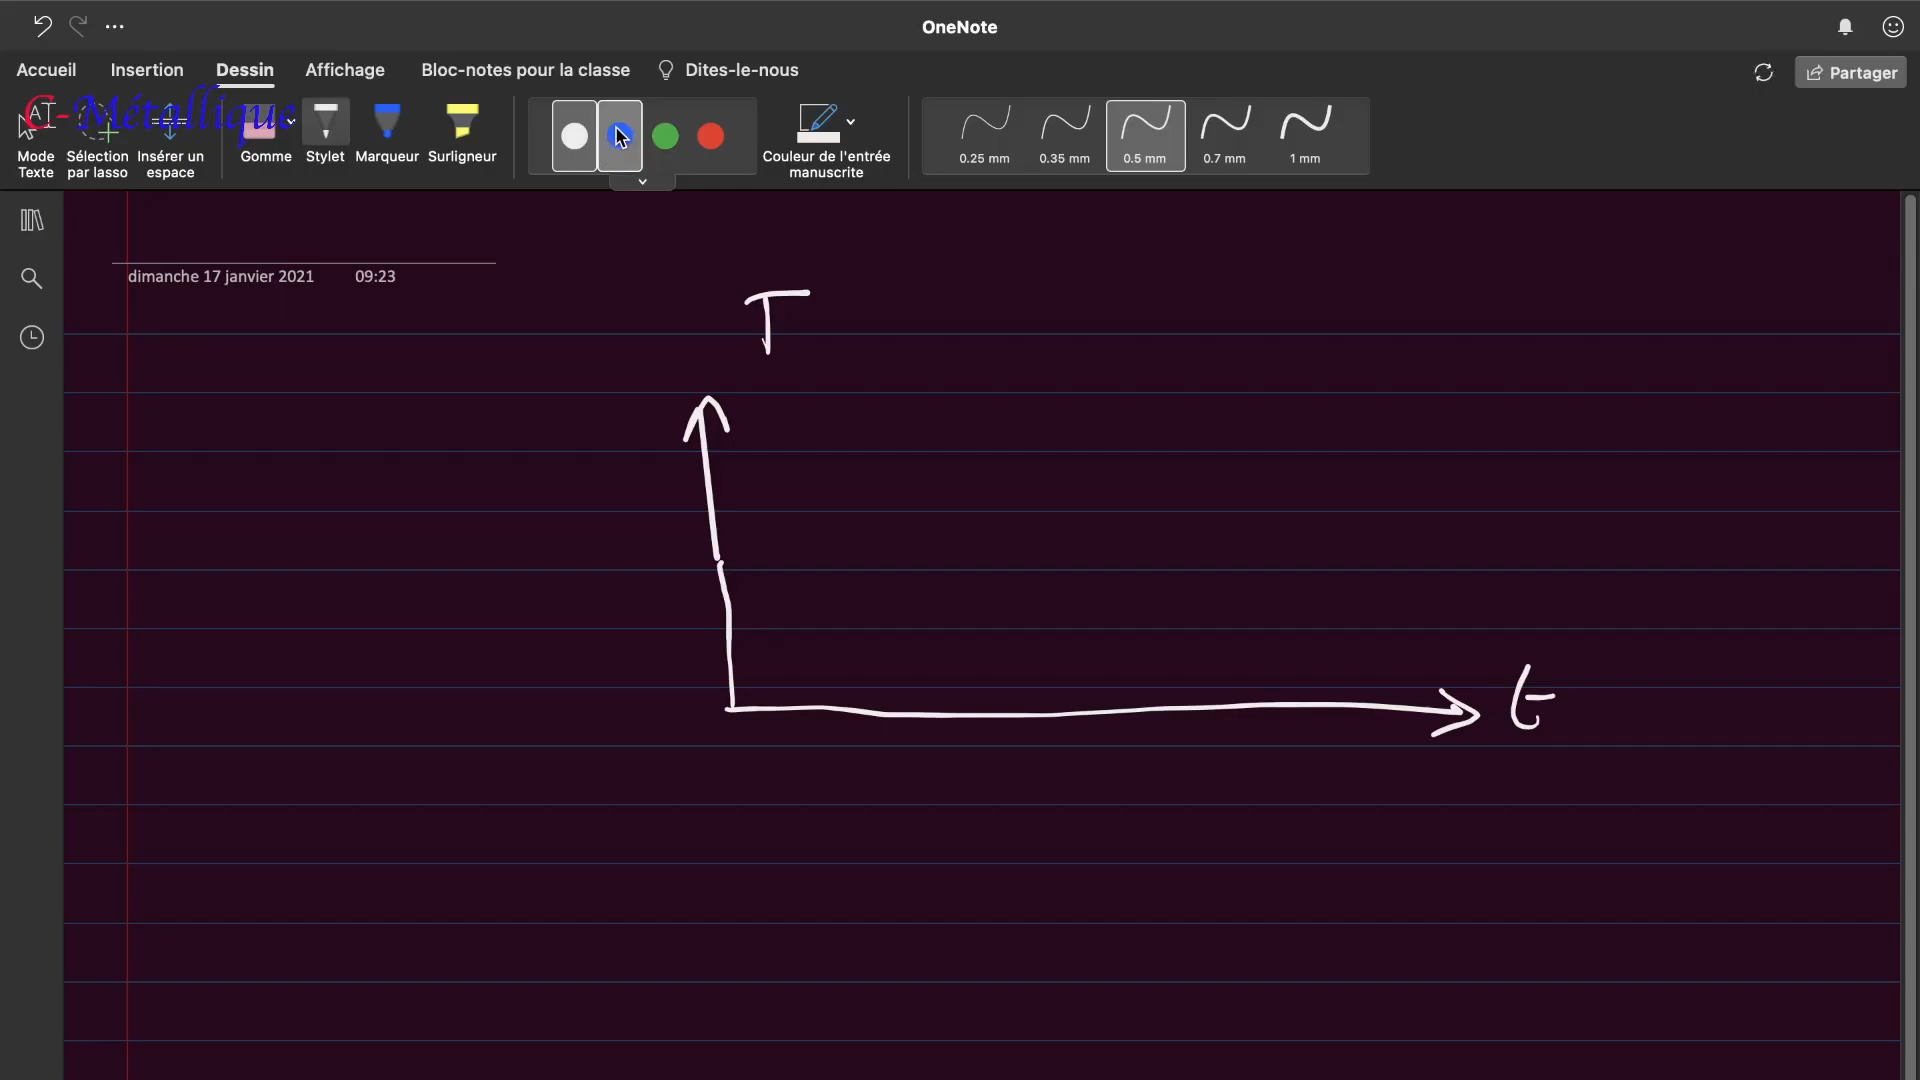 OneNote
Accueil Insertion Dessin Affichage Bloc-notes pour la classe Dites-le-nous Partager
C- Métallique
Mode Texte
Sélection par lasso
Insérer un espace
Gomme
Stylet
Marqueur
Surligneur
Couleur de l'entrée manuscrite
0.25 mm 0.35 mm 0.5 mm 0.7 mm 1 mm
dimanche 17 janvier 2021 09:23
T
t